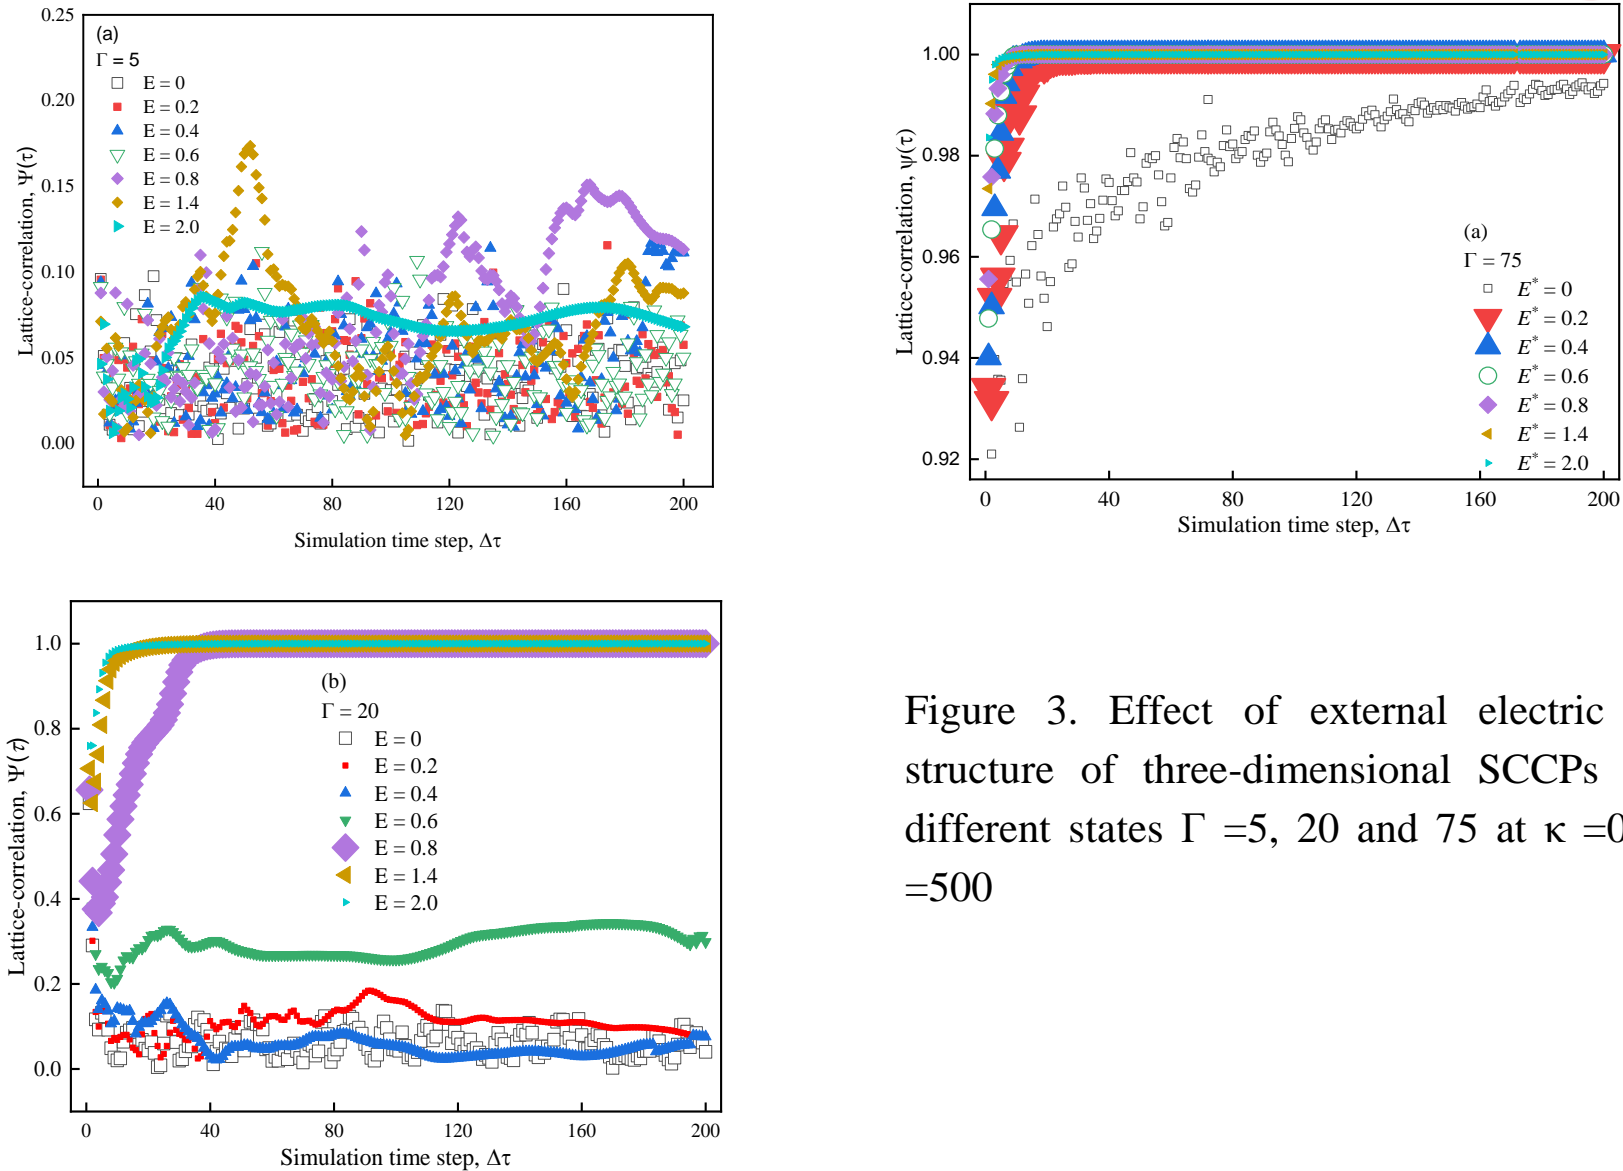 (a)
Γ = 5
E = 0
E = 0.2
E = 0.4
E = 0.6
E = 0.8
E = 1.4
E = 2.0
0.25
0.20
0.15
0.10
0.05
0.00
Lattice-correlation, Ψ(τ)
0 40 80 120 160 200
Simulation time step, Δτ
1.00
0.98
0.96
0.94
0.92
Lattice-correlation, ψ(τ)
(a)
Γ = 75
E* = 0
E* = 0.2
E* = 0.4
E* = 0.6
E* = 0.8
E* = 1.4
E* = 2.0
0 40 80 120 160 200
Simulation time step, Δτ
1.0
0.8
0.6
0.4
0.2
0.0
Lattice-correlation, Ψ(τ)
(b)
Γ = 20
E = 0
E = 0.2
E = 0.4
E = 0.6
E = 0.8
E = 1.4
E = 2.0
0 40 80 120 160 200
Simulation time step, Δτ
Figure 3. Effect of external electric
structure of three-dimensional SCCPs
different states Γ =5, 20 and 75 at κ =0
=500